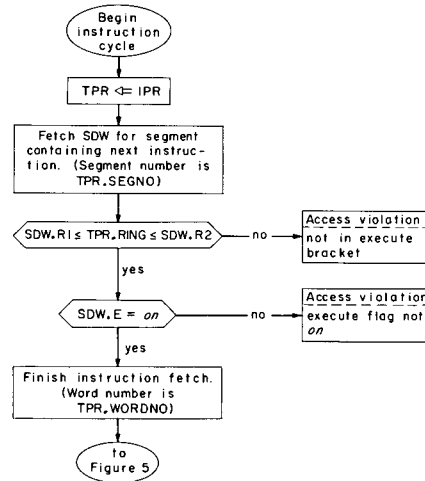 Begin
instruction
cycle
TPR ⇐ IPR
Fetch SDW for segment
containing next instruc-
tion. (Segment number is
TPR.SEGNO)
SDW.R1 ≤ TPR.RING ≤ SDW.R2
no
Access violation
not in execute
bracket
yes
SDW.E = on
no
Access violation
execute flag not
on
yes
Finish instruction fetch.
(Word number is
TPR.WORDNO)
to
Figure 5